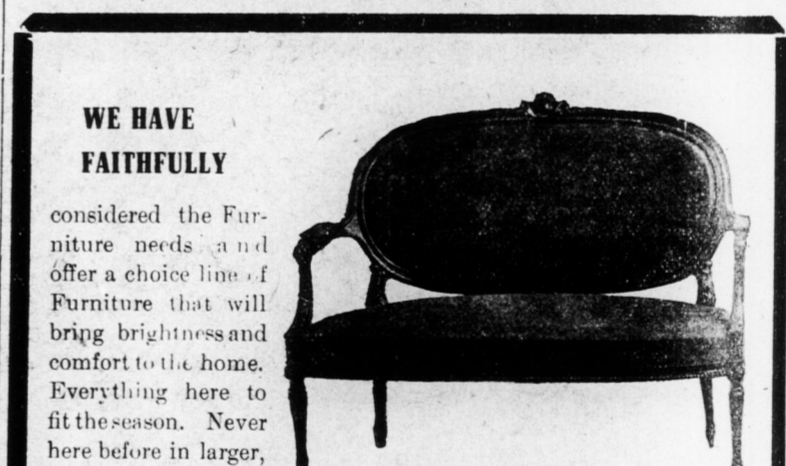 WE HAVE
FAITHFULLY
considered the Fur-
niture needs and
offer a choice line of
Furniture that will
bring brightness and
comfort to the home.
Everything here to
fit the season. Never
here before in larger,